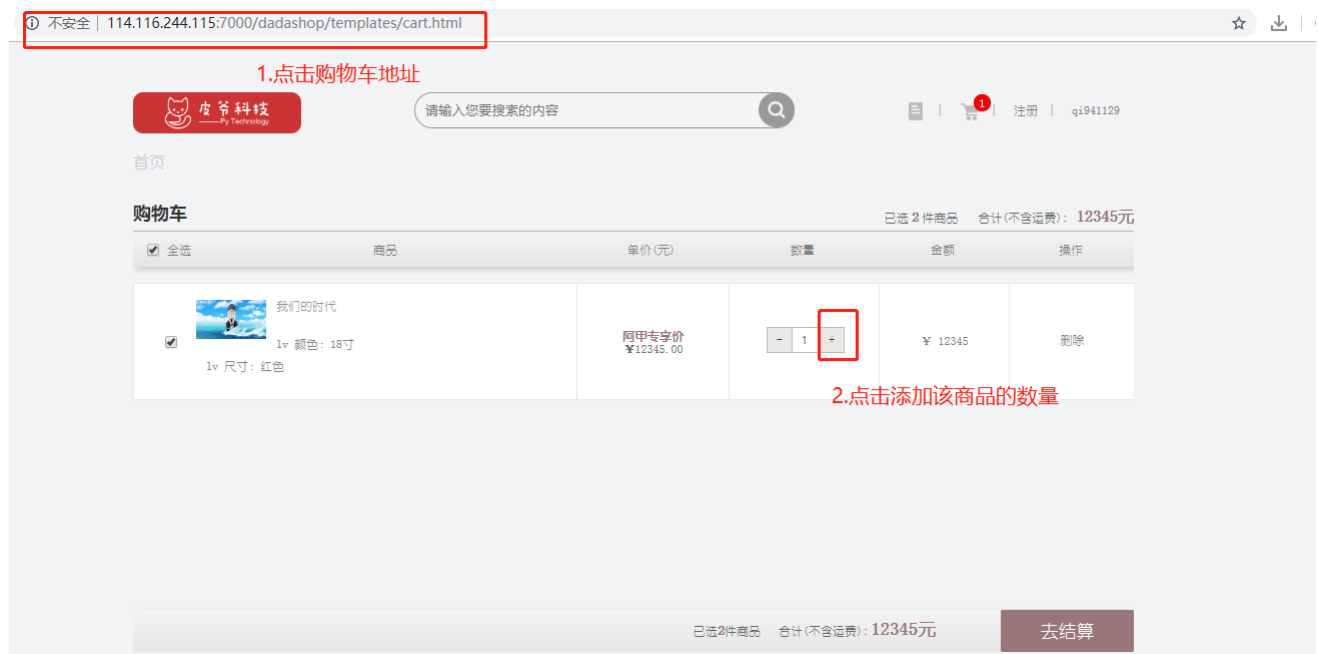 不安全 114.116.244.115:7000/dadashop/templates/cart.html
1.点击购物车地址
皮爷科技
Py Technology
请输入您要搜索的内容
1
注册
qi941129
首页
购物车
已选 2 件商品 合计(不含运费): 12345元
全选 商品 单价(元) 数量 金额 操作
我们的时代
lv 颜色: 18寸
lv 尺寸: 红色
阿甲专享价
¥12345.00
- 1 +
¥ 12345
删除
2.点击添加该商品的数量
已选2件商品 合计(不含运费): 12345元
去结算